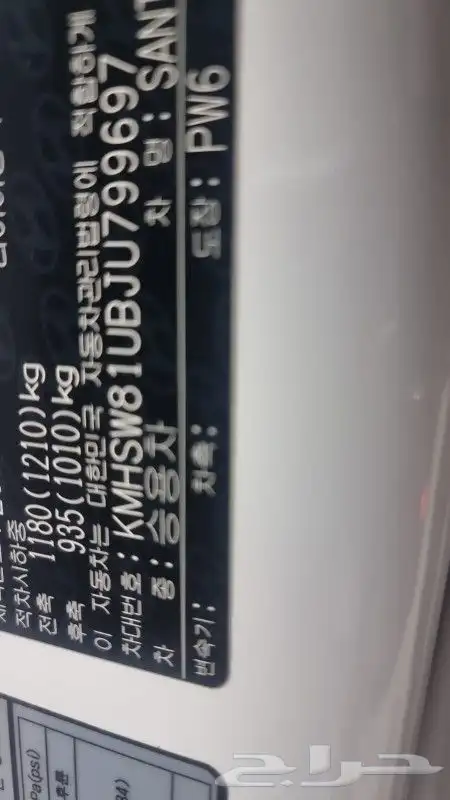 적차시하중
전축 1180(1210)kg
후축 935(1010)kg
이 자동차는 대한민국 자동차관리법령에 적합하게
차대번호: KMHSW81UBJU799697
차 종: 승용차 차 명: SANT
변속기: 차축: 도장: PW6
Pa(psi)
حراج